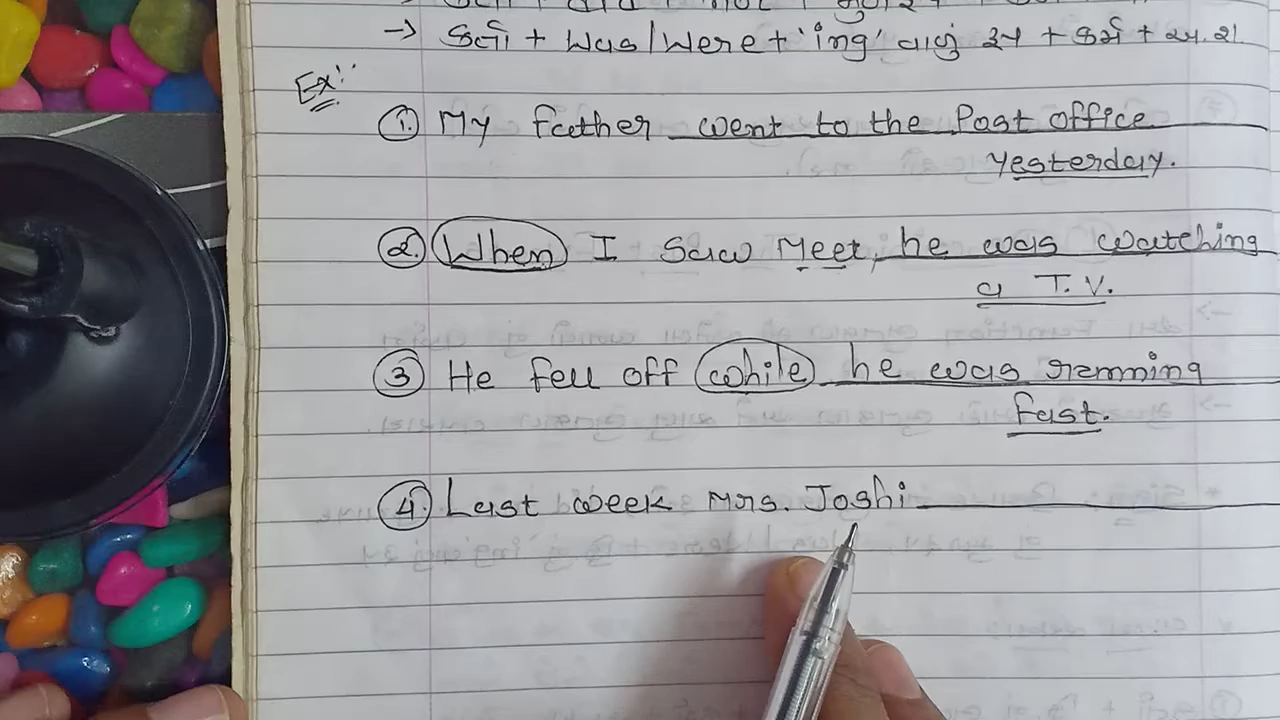 → કર્તા + was/were + 'ing' વાળું રૂપ + કર્મ + અ.શ.
Ex:-
① My father went to the Post office
yesterday.
②. When I saw Meet, he was watching
a T.V.
③ He fell off while he was running
fast.
④. Last week Mrs. Joshi